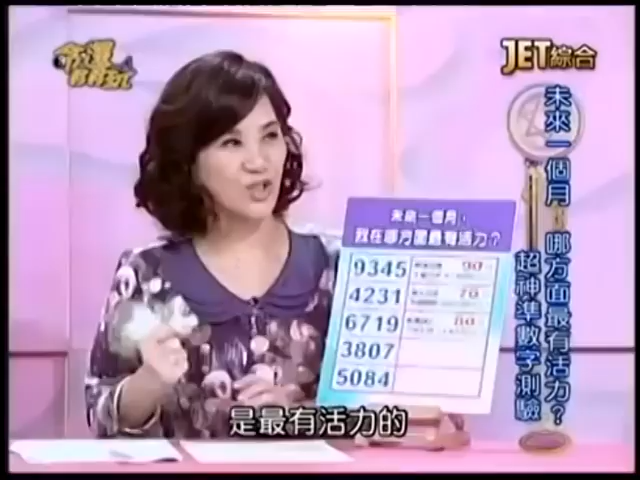 命運好好玩
JET綜合
未來一個月,哪方面最有活力?
超神準數字測驗
未來一個月,
我在哪方面最有活力?
9345
90
4231
70
6719
80
3807
5084
是最有活力的